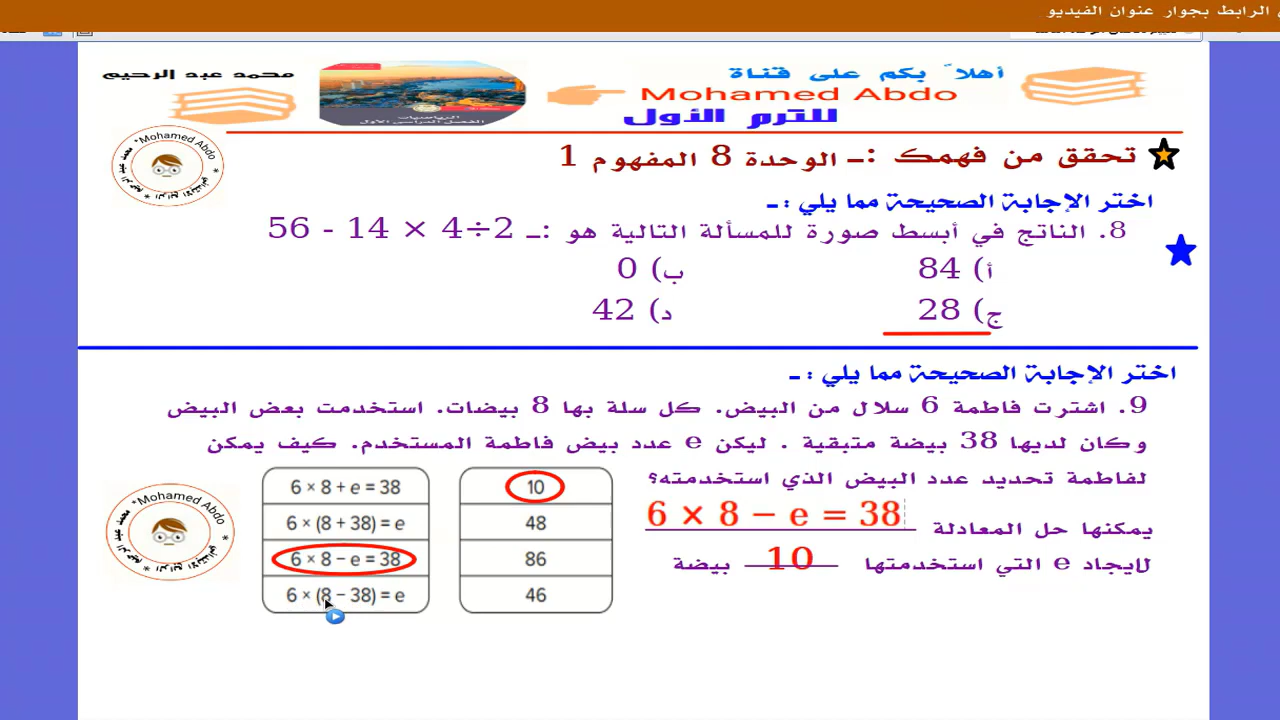 الرابط بجوار عنوان الفيديو
أهلاً بكم على قناة
Mohamed Abdo
للترم الأول
محمد عبد الرحيم
الرياضيات
الفصل الدراسي الأول
Mohamed Abdo
تحقق من فهمك :ـ الوحدة 8 المفهوم 1
اختر الإجابة الصحيحة مما يلي :ـ
8. الناتج في أبسط صورة للمسألة التالية هو :ـ 56 - 14 × 4÷2
أ) 84
ب) 0
ج) 28
د) 42
اختر الإجابة الصحيحة مما يلي :ـ
9. اشترت فاطمة 6 سلال من البيض. كل سلة بها 8 بيضات. استخدمت بعض البيض
وكان لديها 38 بيضة متبقية . ليكن e عدد بيض فاطمة المستخدم. كيف يمكن
لفاطمة تحديد عدد البيض الذي استخدمته؟
يمكنها حل المعادلة 6 × 8 − e = 38
لايجاد e التي استخدمتها 10 بيضة
10
48
86
46
6 × 8 + e = 38
6 × (8 + 38) = e
6 × 8 − e = 38
6 × (8 − 38) = e
Mohamed Abdo